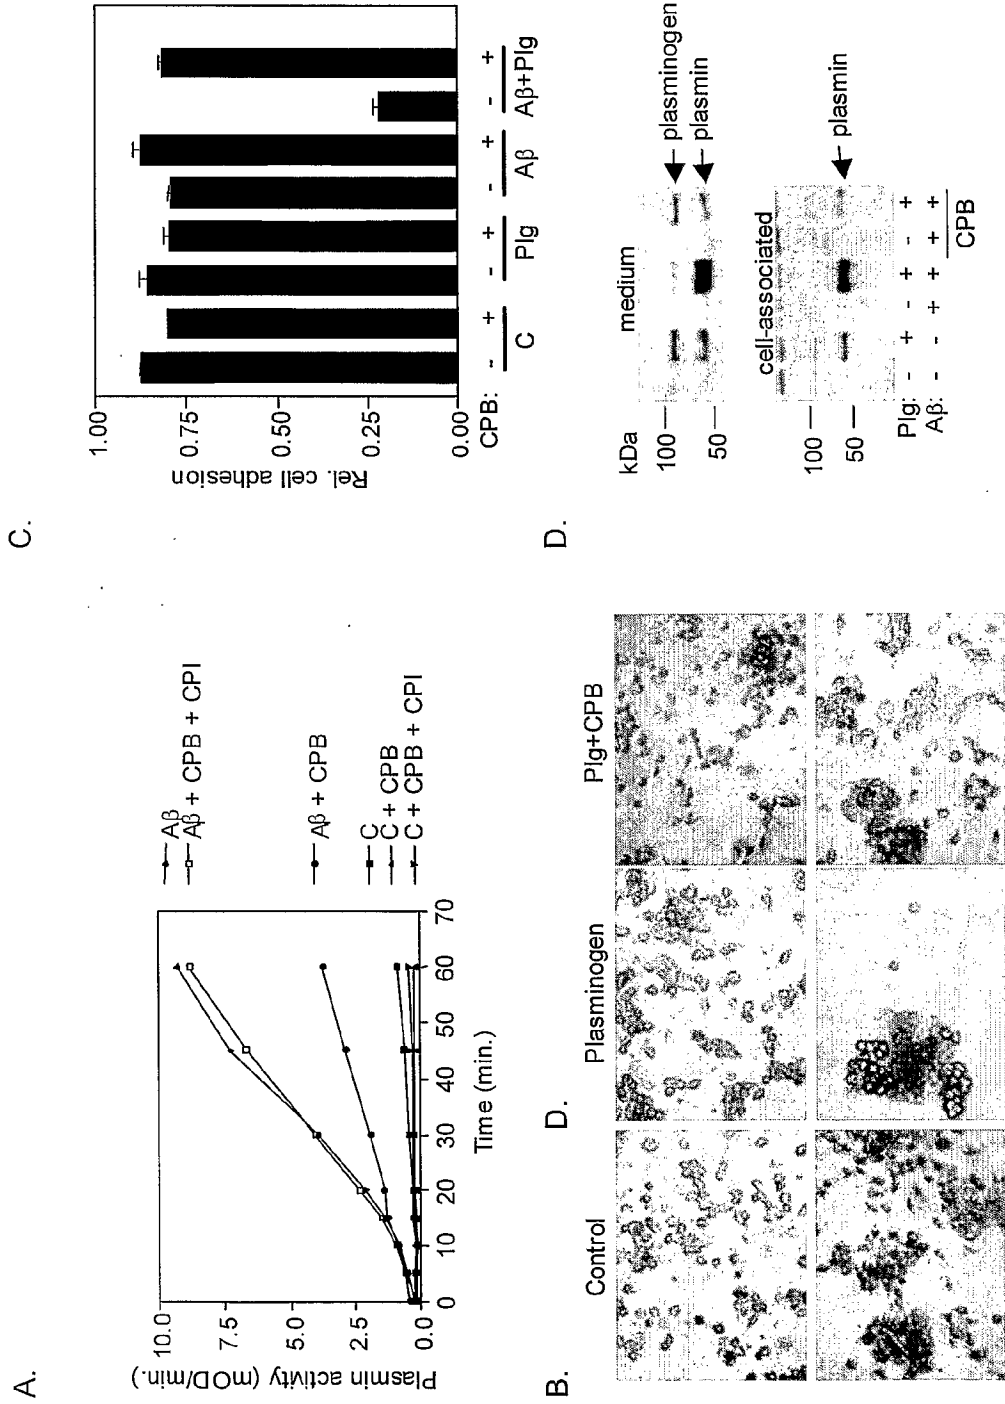 A.
Plasmin activity (mOD/min.)
10.0
7.5
5.0
2.5
0.0
0 10 20 30 40 50 60 70
Time (min.)
Aβ
Aβ + CPB + CPI
Aβ + CPB
C
C + CPB
C + CPB + CPI
B.
Control
Plasminogen
Plg+CPB
D.
C.
Rel. cell adhesion
1.00
0.75
0.50
0.25
0.00
CPB: - + - + - + - +
C Plg Aβ Aβ+Plg
D.
kDa
medium
100
50
plasminogen
plasmin
cell-associated
100
50
plasmin
Plg: - + - + - +
Aβ: - - + + + +
CPB